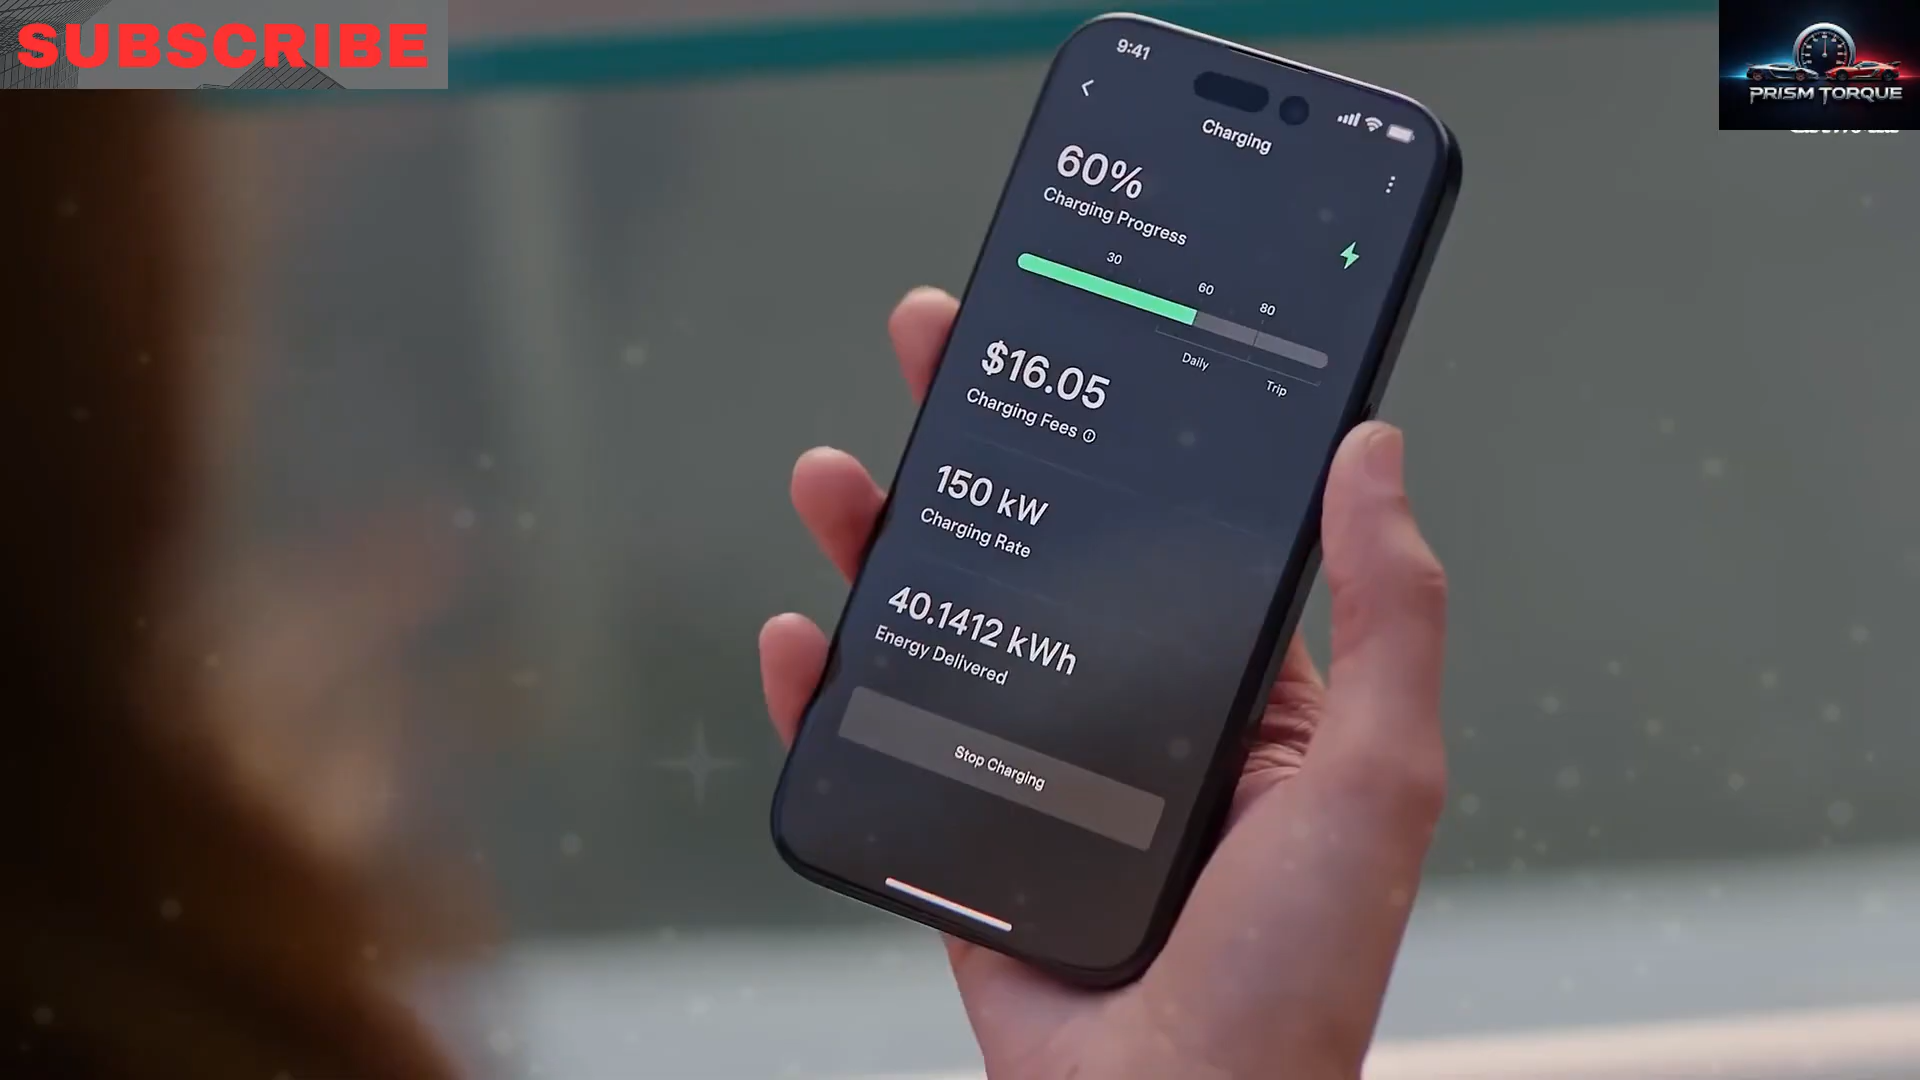 SUBSCRIBE
PRISM TORQUE
9:41
Charging
60%
Charging Progress
30
60
80
Daily
Trip
$16.05
Charging Fees
150 kW
Charging Rate
40.1412 kWh
Energy Delivered
Stop Charging